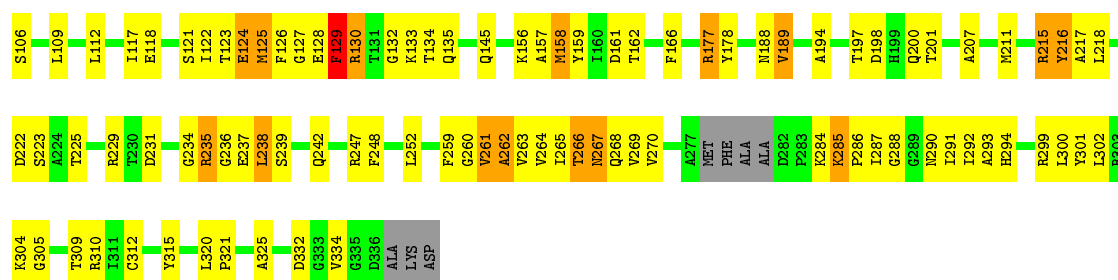 S106 L109 L112 I117 E118 S121 I122 T123 E124 M125 F126 G127 E128 F129 R130 T131 G132 K133 T134 Q135 Q145 K156 A157 M158 Y159 I160 D161 T162 F166 R177 Y178 N188 V189 A194 T197 D198 H199 Q200 T201 A207 M211 R215 Y216 A217 L218
D222 S223 A224 T225 R229 T230 D231 G234 R235 G236 E237 L238 S239 Q242 R247 F248 L252 F259 G260 V261 A262 V263 V264 I265 T266 N267 Q268 V269 V270 A277 MET PHE ALA ALA D282 P283 K284 K285 P286 I287 G288 G289 N290 I291 I292 A293 H294 R299 L300 Y301 L302 R303
K304 G305 T309 R310 I311 C312 Y315 L320 P321 A325 D332 G333 V334 G335 D336 ALA LYS ASP